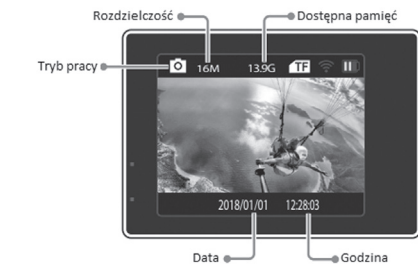 Rozdzielczość
Dostępna pamięć
Tryb pracy
16M
13.9G
TF
2018/01/01
12:28:03
Data
Godzina